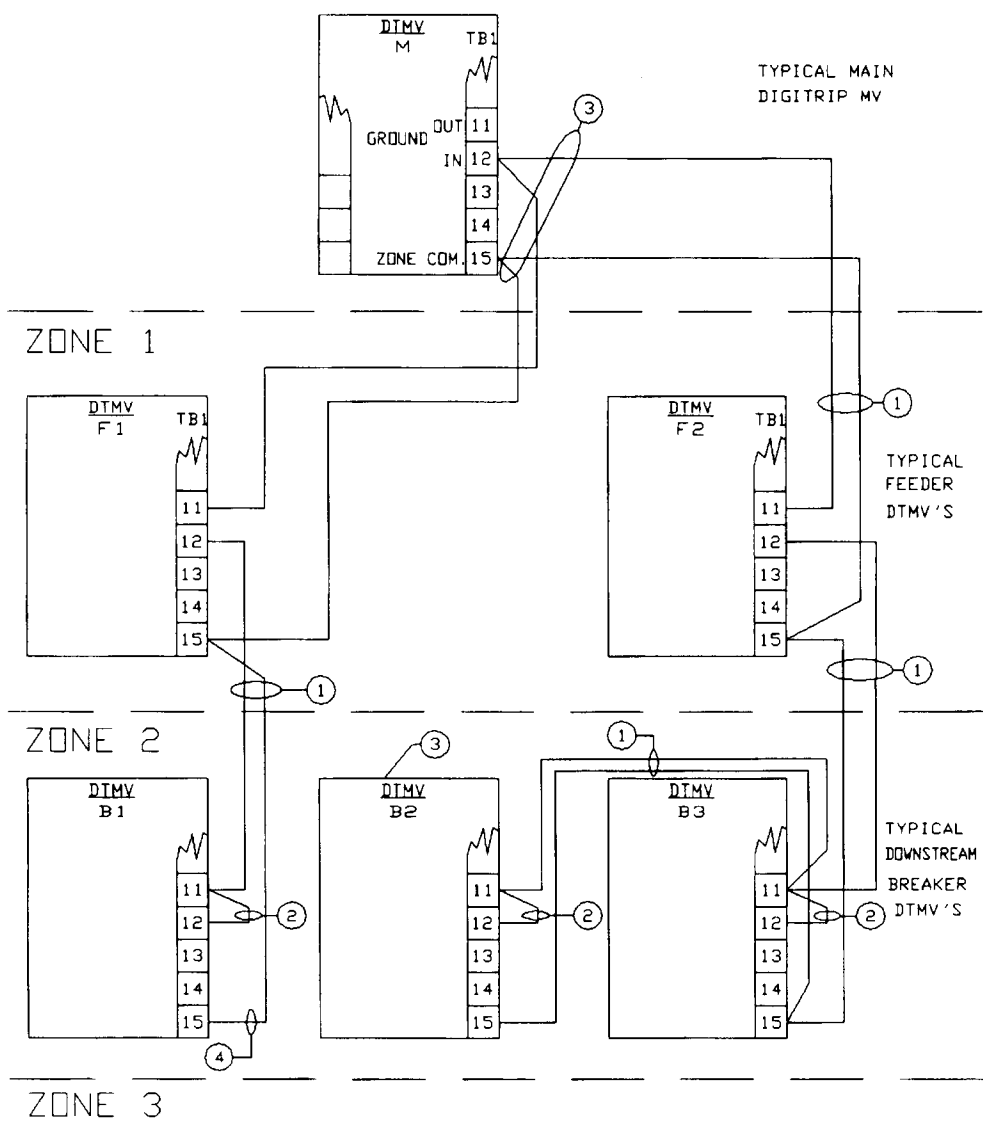 DTMV
M
TB1
TYPICAL MAIN
DIGITRIP MV
3
GROUND
OUT 11
IN 12
13
14
ZONE COM. 15
ZONE 1
DTMV
F1
TB1
11
12
13
14
15
1
DTMV
F2
TB1
11
12
13
14
15
1
TYPICAL
FEEDER
DTMV'S
1
ZONE 2
DTMV
B1
11
12
13
14
15
2
4
3
DTMV
B2
11
12
13
14
15
2
1
DTMV
B3
11
12
13
14
15
2
TYPICAL
DOWNSTREAM
BREAKER
DTMV'S
ZONE 3